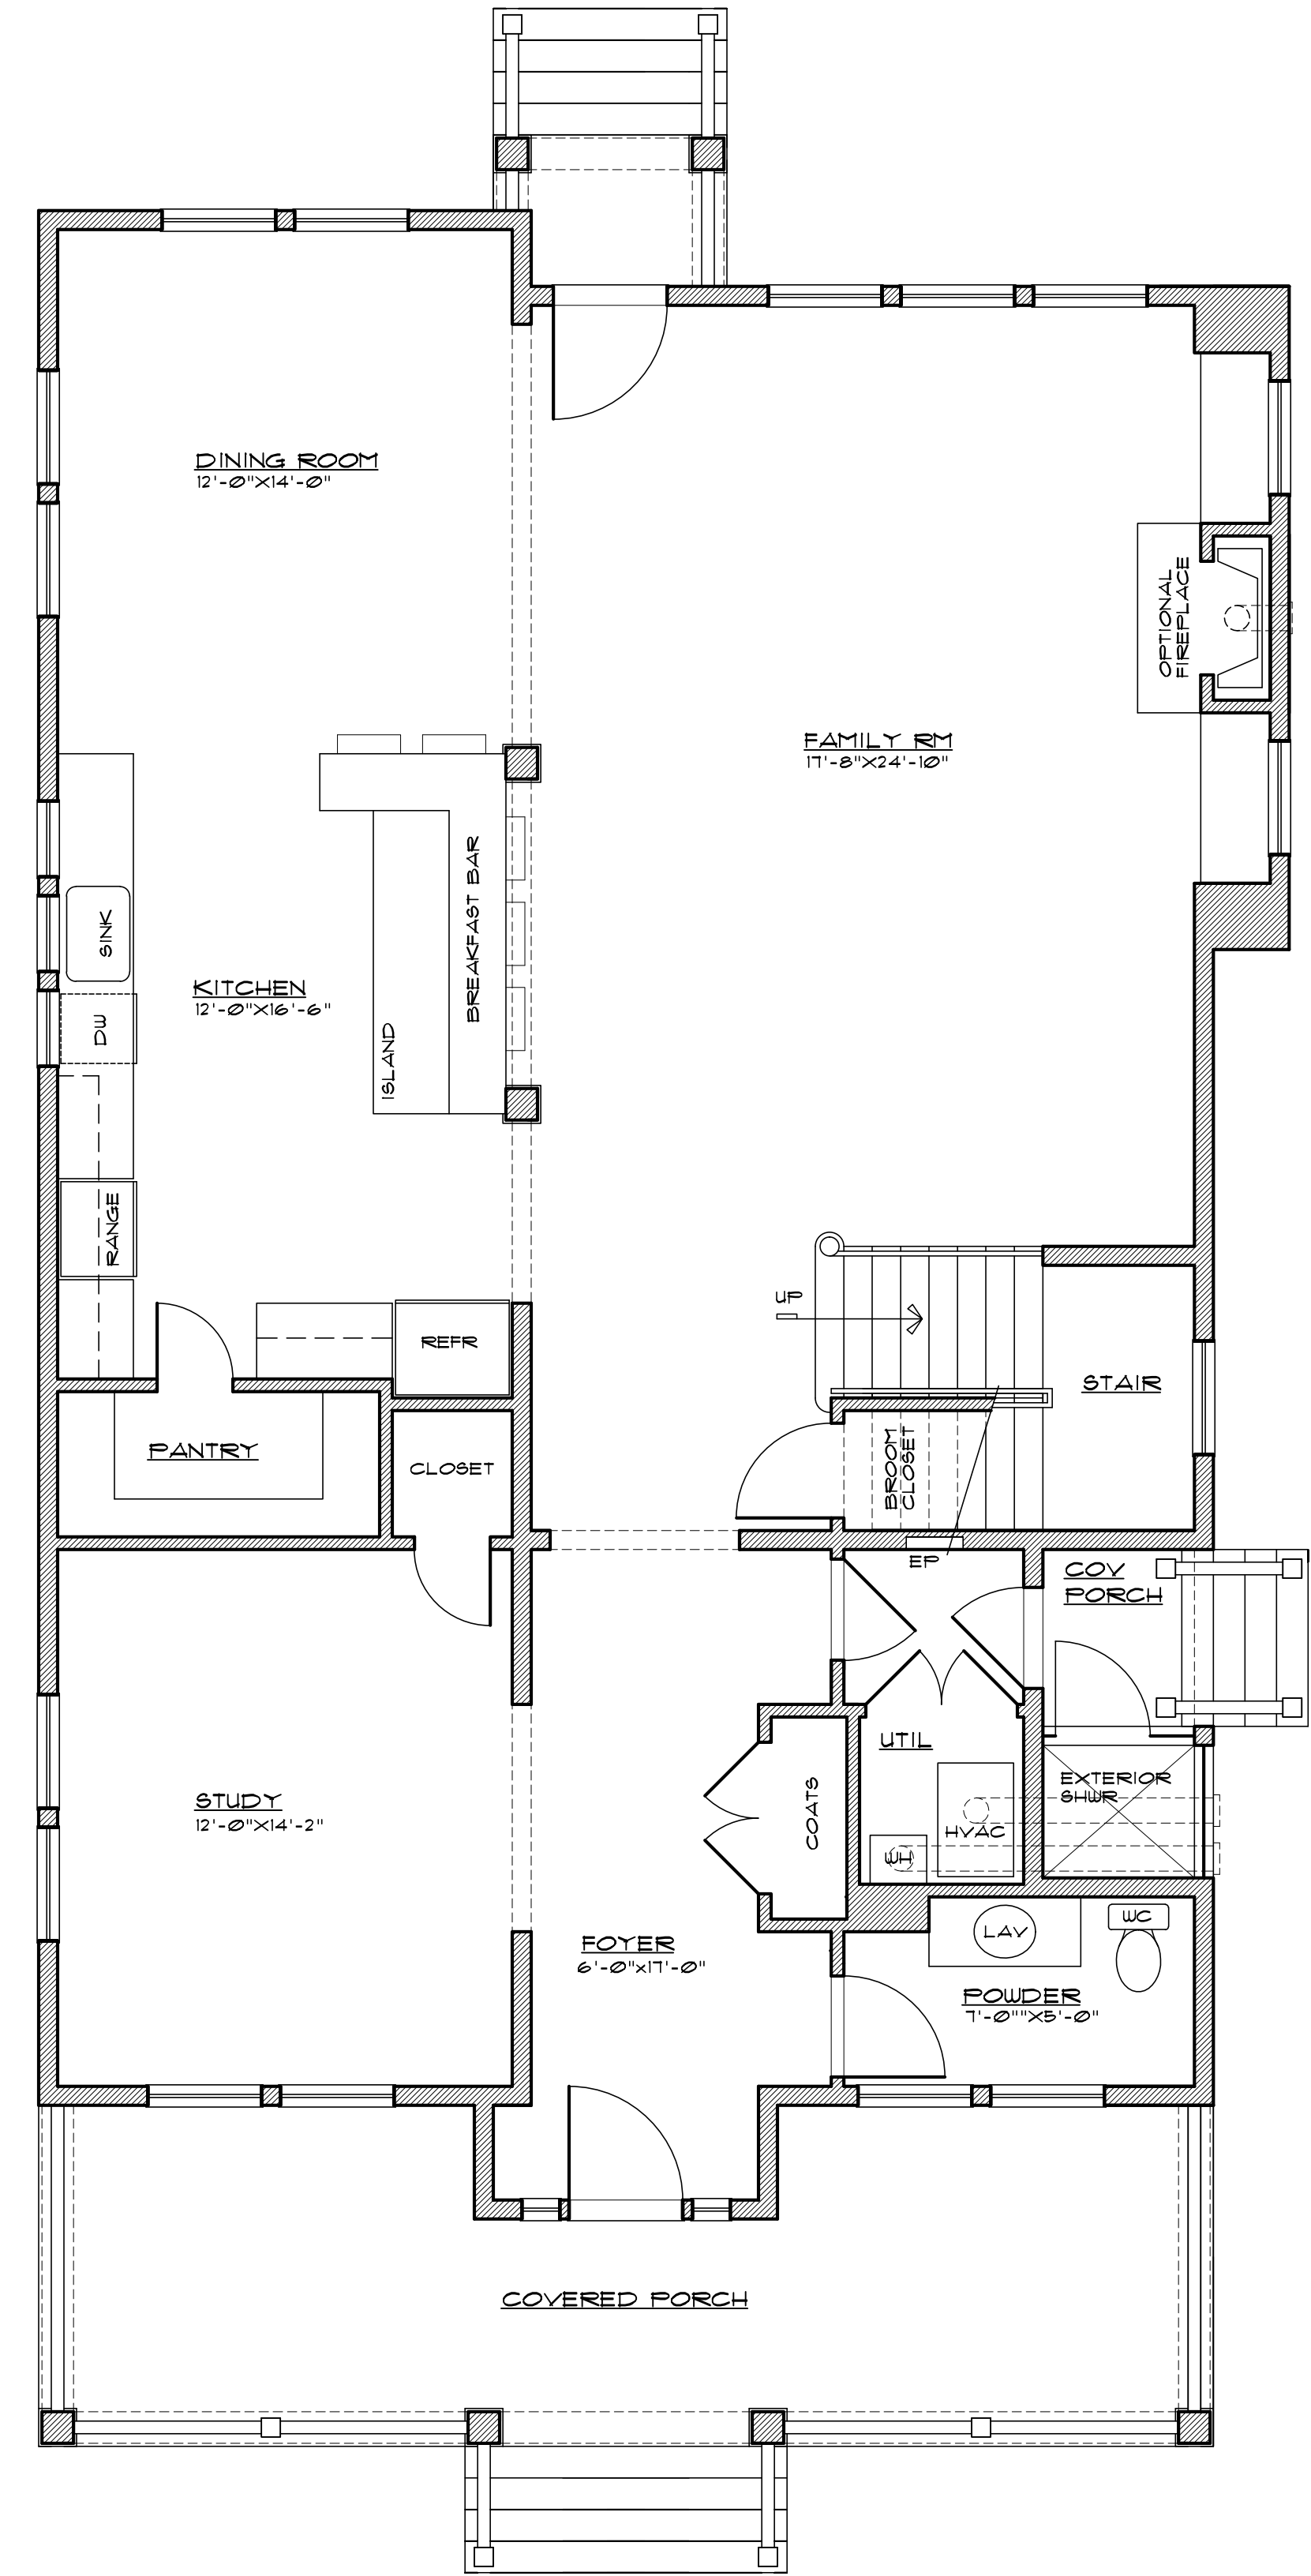 DINING ROOM
12'-0"X14'-0"
OPTIONAL
FIREPLACE
FAMILY RM
17'-8"X24'-10"
SINK
BREAKFAST BAR
KITCHEN
12'-0"X16'-6"
DW
ISLAND
RANGE
UP
REFR
STAIR
PANTRY
CLOSET
BROOM
CLOSET
EP
COV
PORCH
UTIL
EXTERIOR
SHWR
STUDY
12'-0"X14'-2"
COATS
HVAC
WH
WC
LAV
FOYER
6'-0"x17'-0"
POWDER
7'-0""X5'-0"
COVERED PORCH